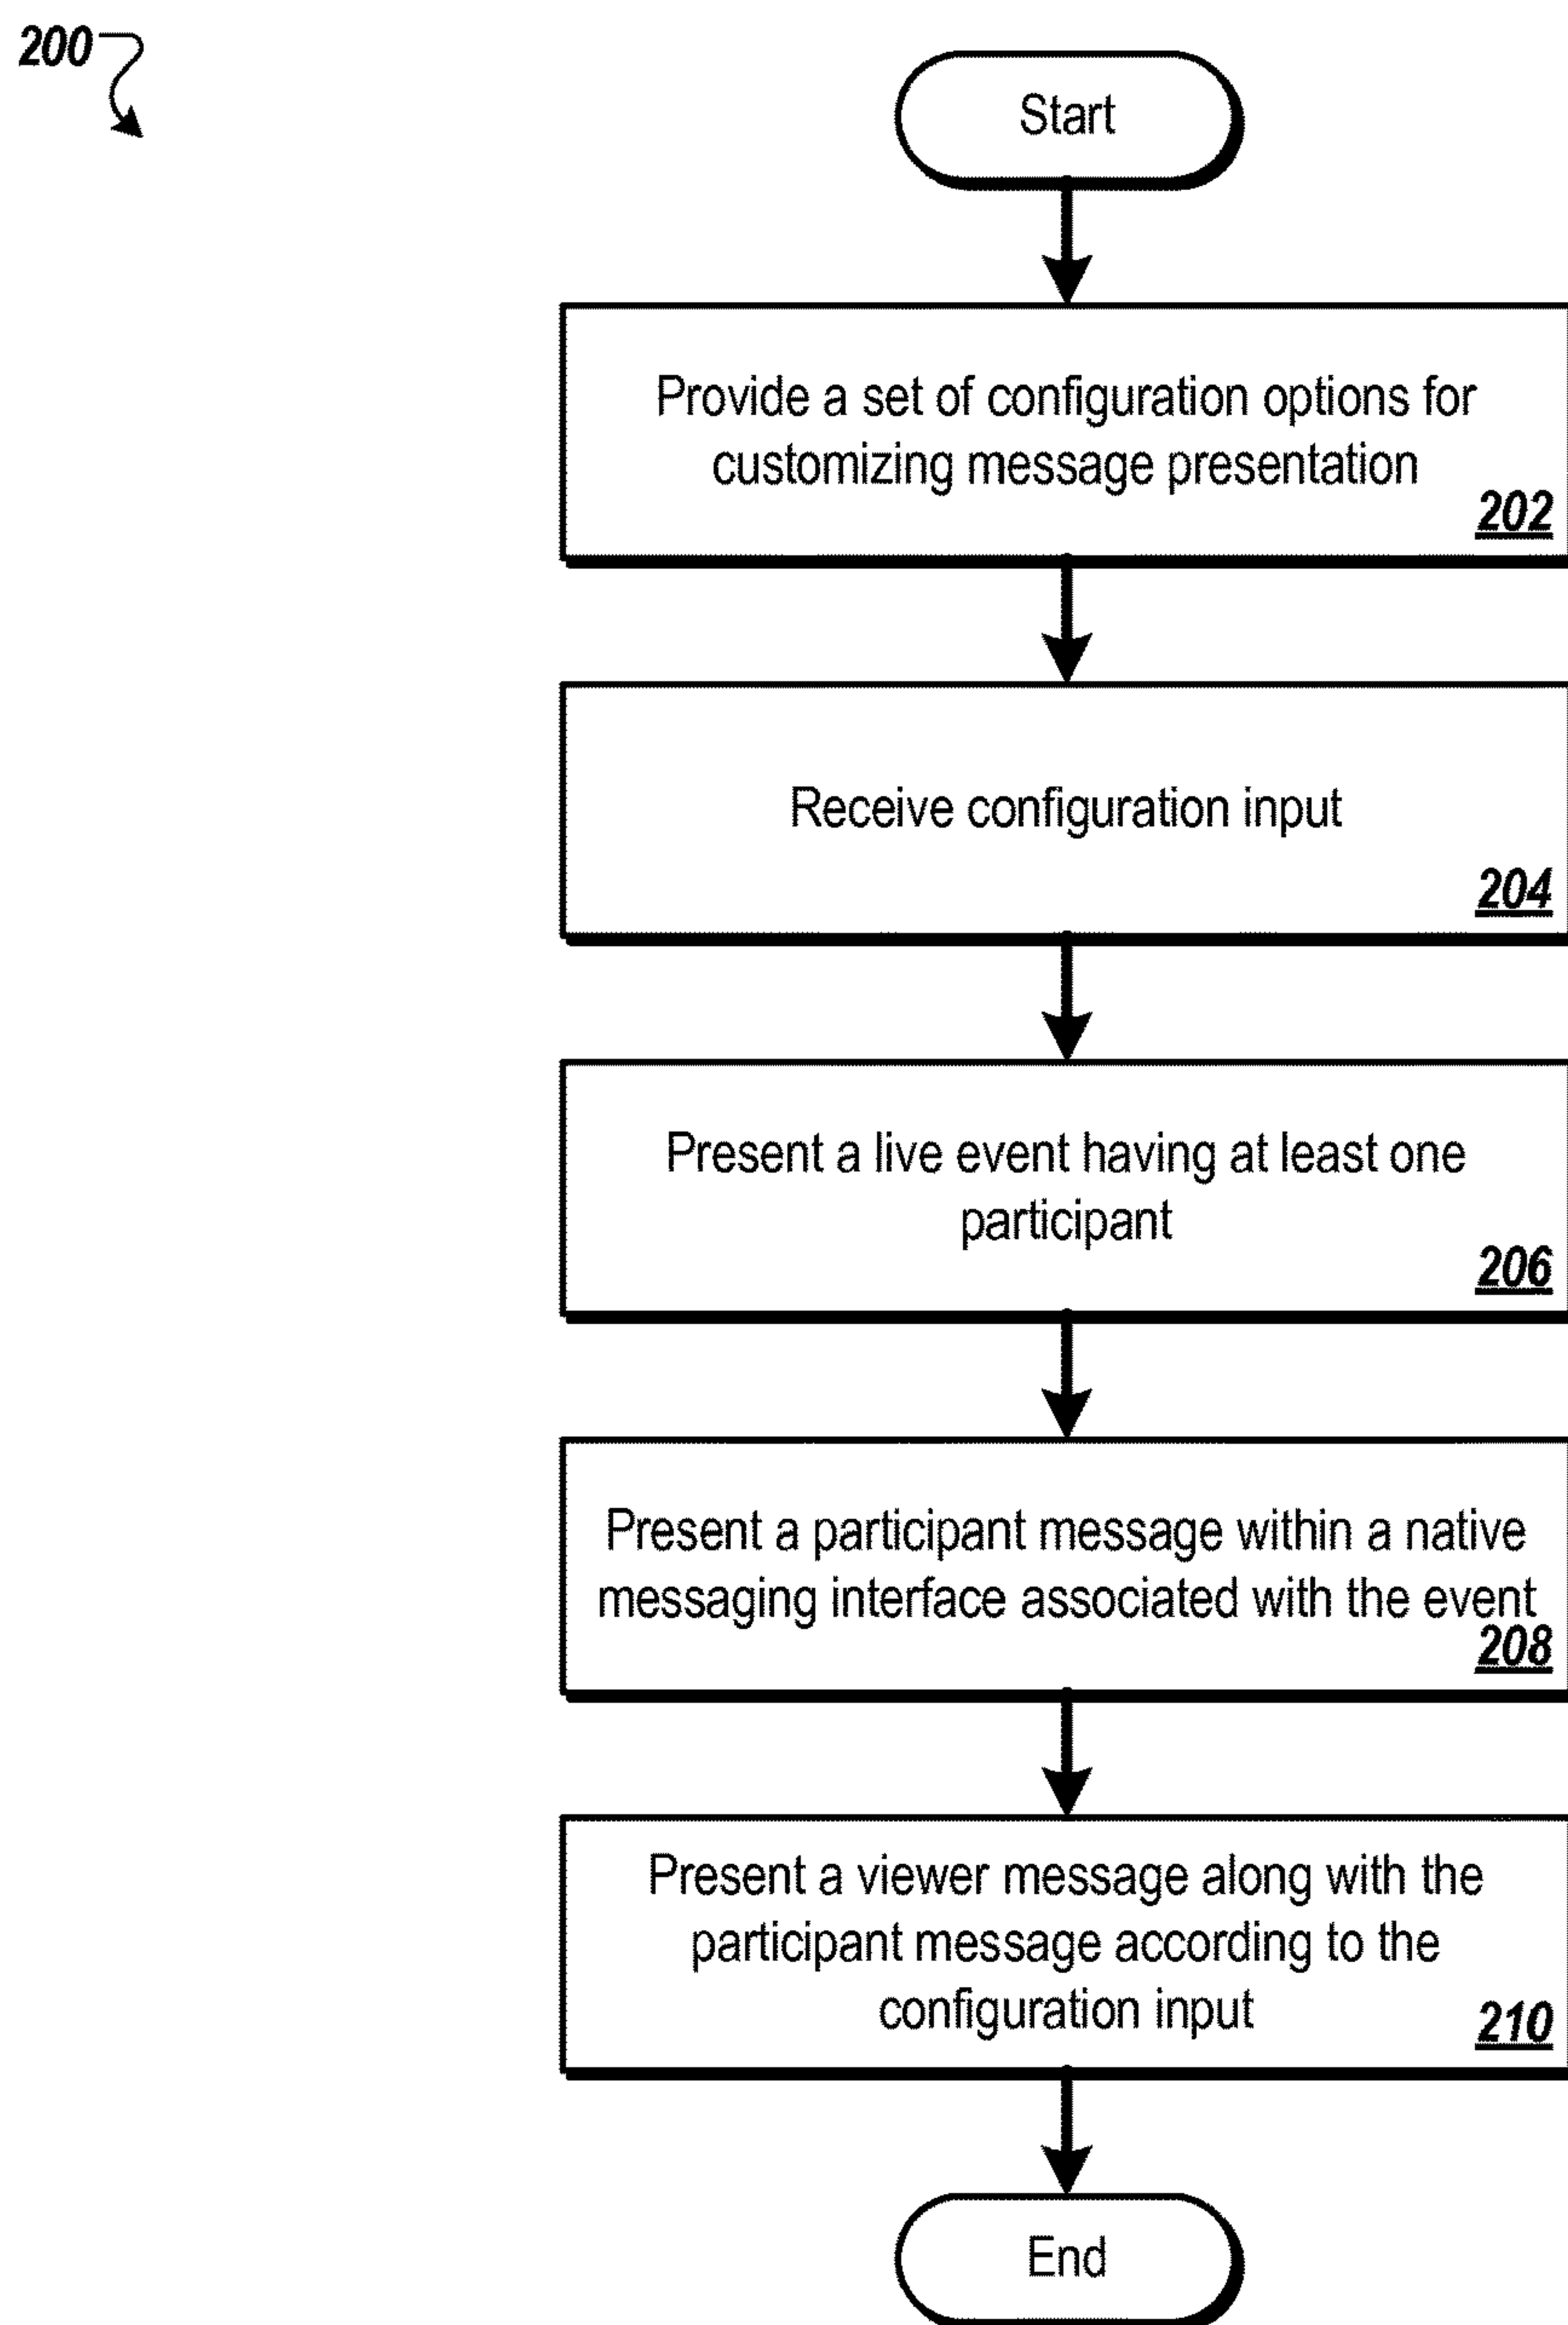 200
Start
Provide a set of configuration options for
customizing message presentation
202
Receive configuration input
204
Present a live event having at least one
participant
206
Present a participant message within a native
messaging interface associated with the event
208
Present a viewer message along with the
participant message according to the
configuration input
210
End